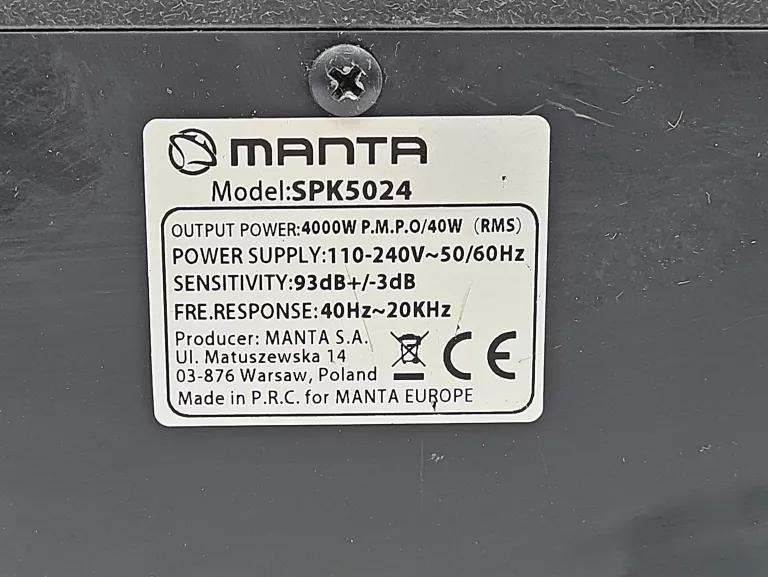 MANTA
Model:SPK5024
OUTPUT POWER:4000W P.M.P.O/40W (RMS)
POWER SUPPLY:110-240V~50/60Hz
SENSITIVITY:93dB+/-3dB
FRE.RESPONSE:40Hz~20KHz
Producer: MANTA S.A.
Ul. Matuszewska 14
03-876 Warsaw, Poland
CE
Made in P.R.C. for MANTA EUROPE